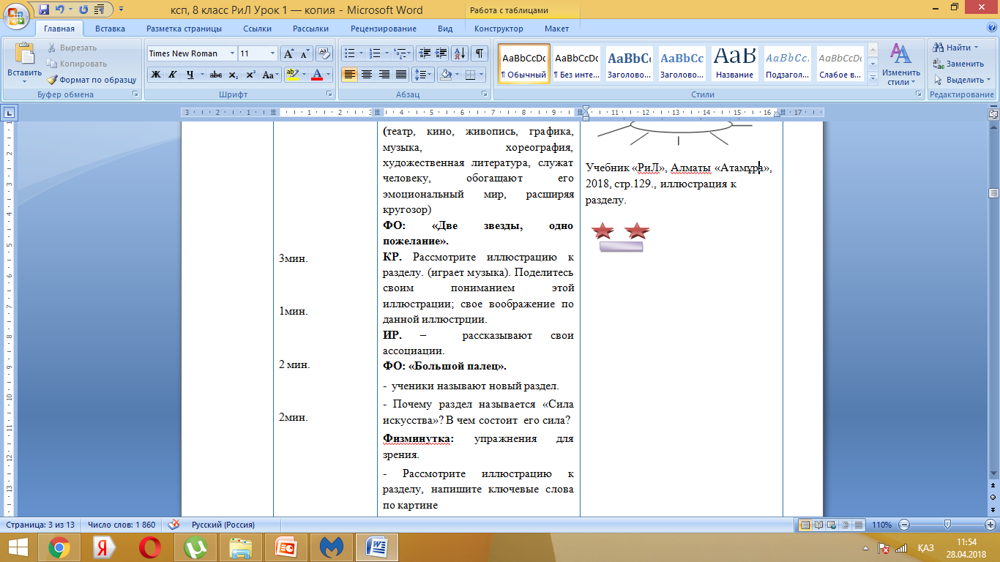 ксп, 8 класс РиЛ Урок 1 — копия - Microsoft Word
Работа с таблицами
Главная Вставка Разметка страницы Ссылки Рассылки Рецензирование Вид Конструктор Макет
Вставить
Вырезать
Копировать
Формат по образцу
Буфер обмена
Times New Roman 11
Ж К Ч abc x₂ x² Aa
Шрифт
Абзац
AaBbCcDc AaBbCcDc AaBbCc AaBbCc AaB AaBbCc. AaBbCcDc
¶ Обычный ¶ Без инте... Заголово... Заголово... Название Подзагол... Слабое в...
Изменить стили
Стили
Найти
Заменить
Выделить
Редактирование
3 2 1 1 2 3 1 2 3 4 5 6 7 8 9 11 12 13 14 15 16 17
(театр, кино, живопись, графика,
музыка, хореография,
художественная литература, служат
человеку, обогащают его
эмоциональный мир, расширяя
кругозор)
ФО: «Две звезды, одно
пожелание».
КР. Рассмотрите иллюстрацию к
разделу. (играет музыка). Поделитесь
своим пониманием этой
иллюстрации; свое воображение по
данной иллюстрции.
ИР. – рассказывают свои
ассоциации.
ФО: «Большой палец».
- ученики называют новый раздел.
- Почему раздел называется «Сила
искусства»? В чем состоит его сила?
Физминутка: упражнения для
зрения.
- Рассмотрите иллюстрацию к
разделу, напишите ключевые слова
по картине
3мин.
1мин.
2 мин.
2мин.
Учебник «РиЛ», Алматы «Атамұра»,
2018, стр.129., иллюстрация к
разделу.
Страница: 3 из 13 Число слов: 1 860 Русский (Россия) 110%
ҚАЗ
11:54
28.04.2018